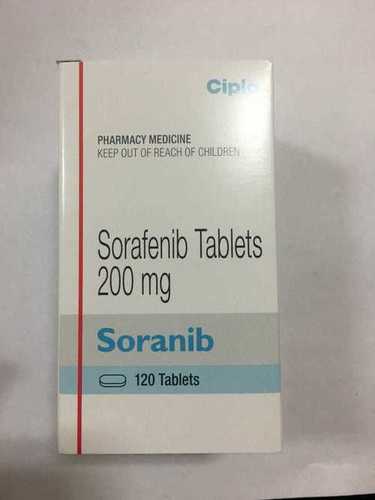 Cipla
PHARMACY MEDICINE
KEEP OUT OF REACH OF CHILDREN
Sorafenib Tablets
200 mg
Soranib
120 Tablets